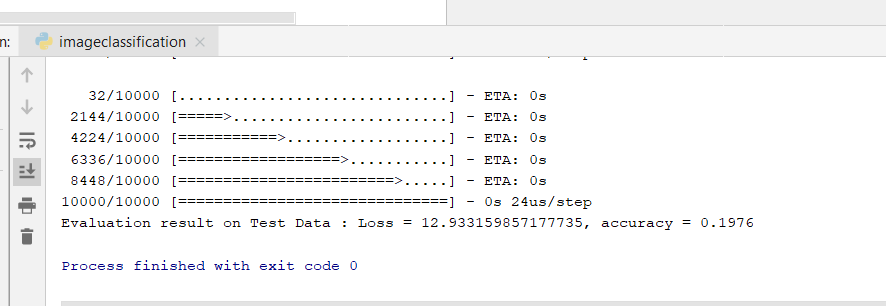 n: imageclassification ×
32/10000 [..............................] - ETA: 0s
2144/10000 [=====>........................] - ETA: 0s
4224/10000 [===========>..................] - ETA: 0s
6336/10000 [==================>...........] - ETA: 0s
8448/10000 [========================>.....] - ETA: 0s
10000/10000 [==============================] - 0s 24us/step
Evaluation result on Test Data : Loss = 12.933159857177735, accuracy = 0.1976
Process finished with exit code 0